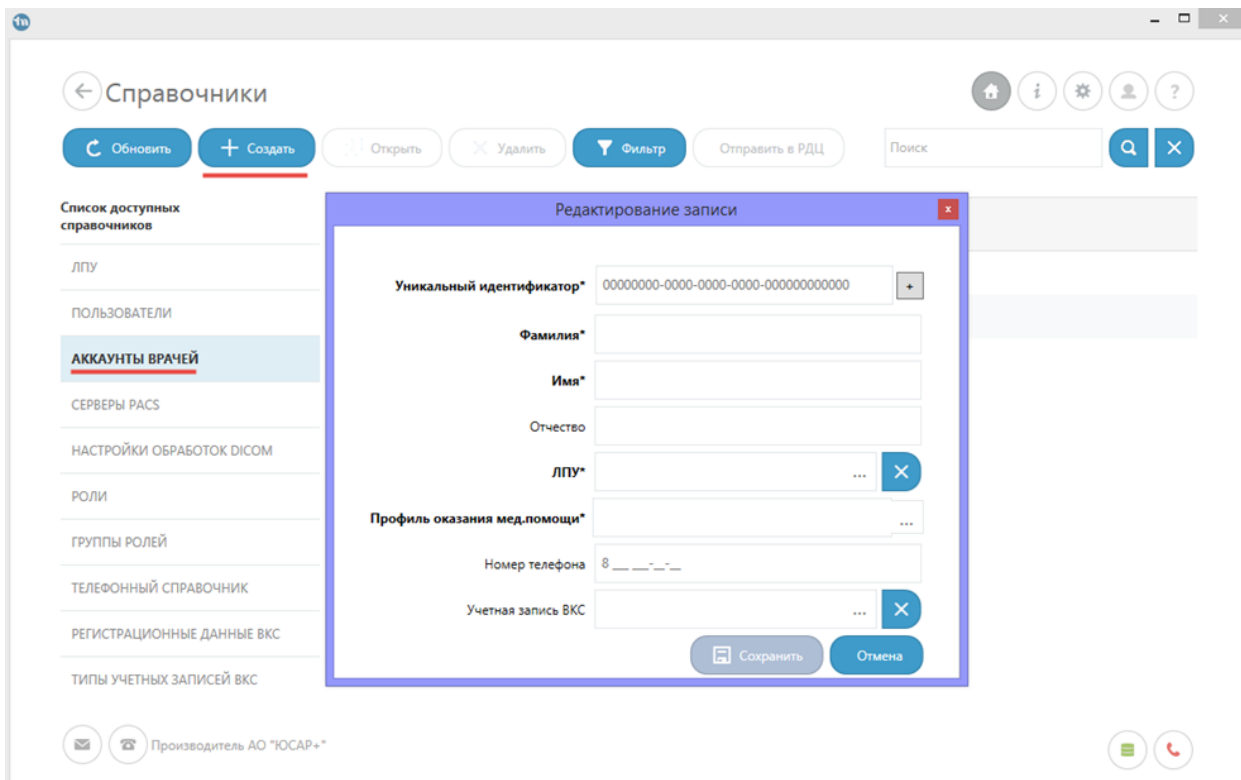 Справочники
Обновить
Создать
Открыть
Удалить
Фильтр
Отправить в РДЦ
Поиск
Список доступных
справочников
ЛПУ
ПОЛЬЗОВАТЕЛИ
АККАУНТЫ ВРАЧЕЙ
СЕРВЕРЫ PACS
НАСТРОЙКИ ОБРАБОТОК DICOM
РОЛИ
ГРУППЫ РОЛЕЙ
ТЕЛЕФОННЫЙ СПРАВОЧНИК
РЕГИСТРАЦИОННЫЕ ДАННЫЕ ВКС
ТИПЫ УЧЕТНЫХ ЗАПИСЕЙ ВКС
Редактирование записи
Уникальный идентификатор* 00000000-0000-0000-0000-000000000000 +
Фамилия*
Имя*
Отчество
ЛПУ* ...
Профиль оказания мед.помощи* ...
Номер телефона 8 ___ ___-__-__
Учетная запись ВКС ...
Сохранить
Отмена
Производитель АО "ЮСАР+"